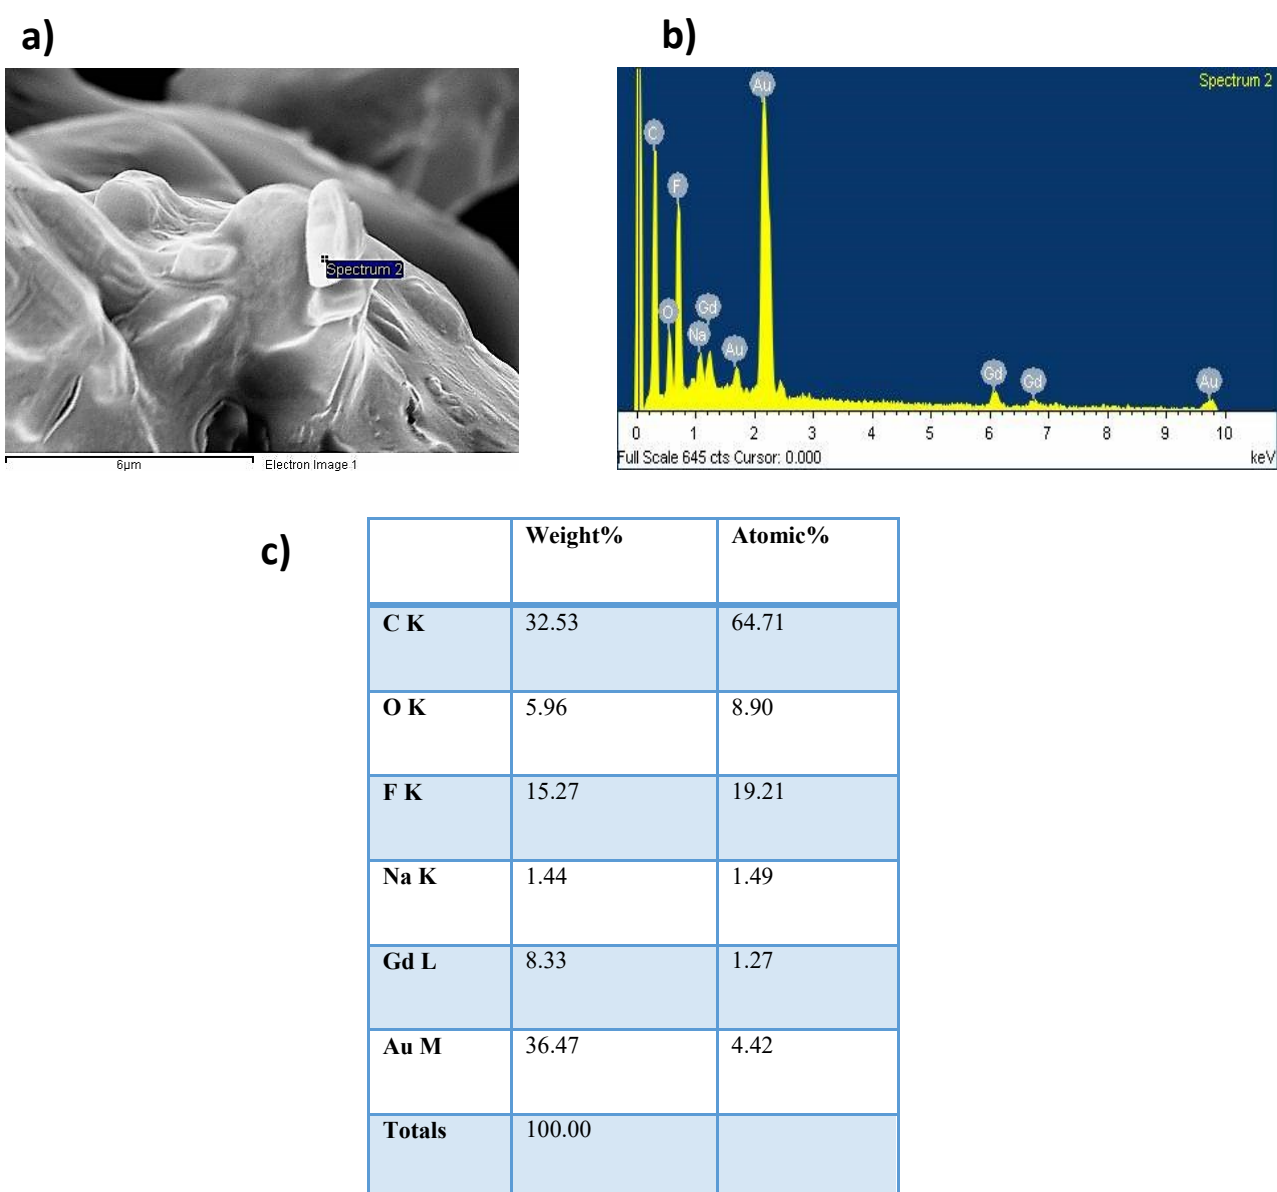 a)
b)
Spectrum 2
6µm
Electron Image 1
Spectrum 2
Au
C
F
O
Gd
Na
Au
Gd
Gd
Au
0 1 2 3 4 5 6 7 8 9 10
Full Scale 645 cts Cursor: 0.000
keV
c)
Weight% Atomic%
C K 32.53 64.71
O K 5.96 8.90
F K 15.27 19.21
Na K 1.44 1.49
Gd L 8.33 1.27
Au M 36.47 4.42
Totals 100.00